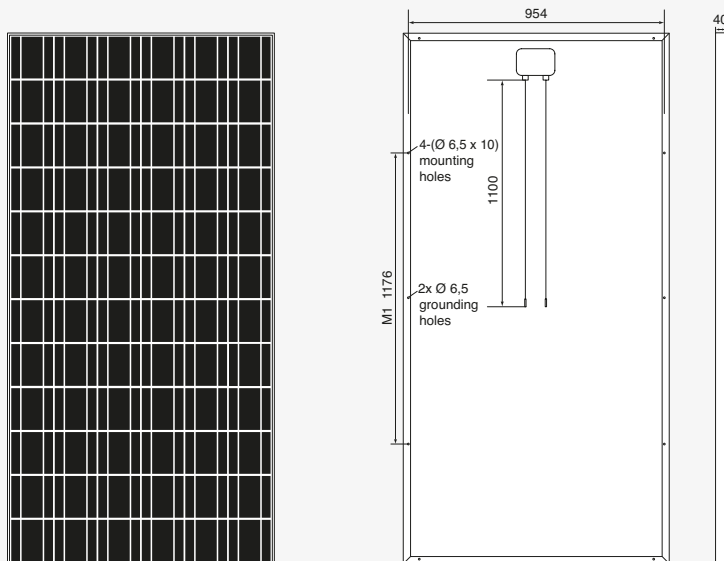 954
40
4-(Ø 6,5 x 10)
mounting
holes
1100
M1 1176
2x Ø 6,5
grounding
holes